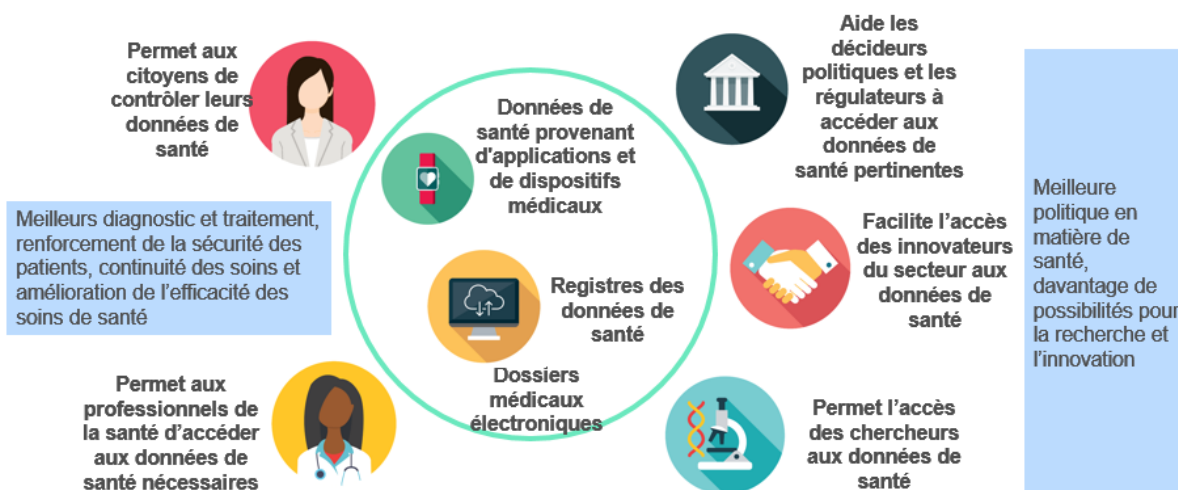 Permet aux
citoyens de
contrôler leurs
données de
santé
Meilleurs diagnostic et traitement,
renforcement de la sécurité des
patients, continuité des soins et
amélioration de l’efficacité des
soins de santé
Permet aux
professionnels de
la santé d’accéder
aux données de
santé nécessaires
Données de
santé provenant
d'applications et
de dispositifs
médicaux
Registres des
données de
santé
Dossiers
médicaux
électroniques
Aide les
décideurs
politiques et les
régulateurs à
accéder aux
données de
santé pertinentes
Facilite l’accès
des innovateurs
du secteur aux
données de
santé
Permet l’accès
des chercheurs
aux données de
santé
Meilleure
politique en
matière de
santé,
davantage de
possibilités pour
la recherche et
l’innovation